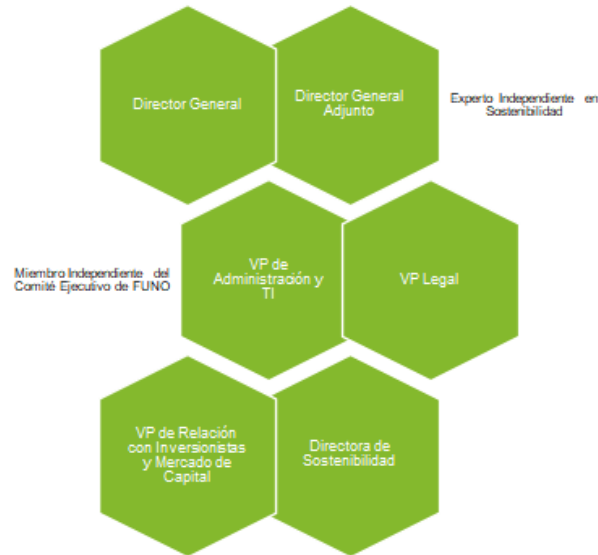 Director General
Director General
Adjunto
Experto Independiente en
Sostenibilidad
Miembro Independiente del
Comité Ejecutivo de FUNO
VP de
Administración y
TI
VP Legal
VP de Relación
con Inversionistas
y Mercado de
Capital
Directora de
Sostenibilidad